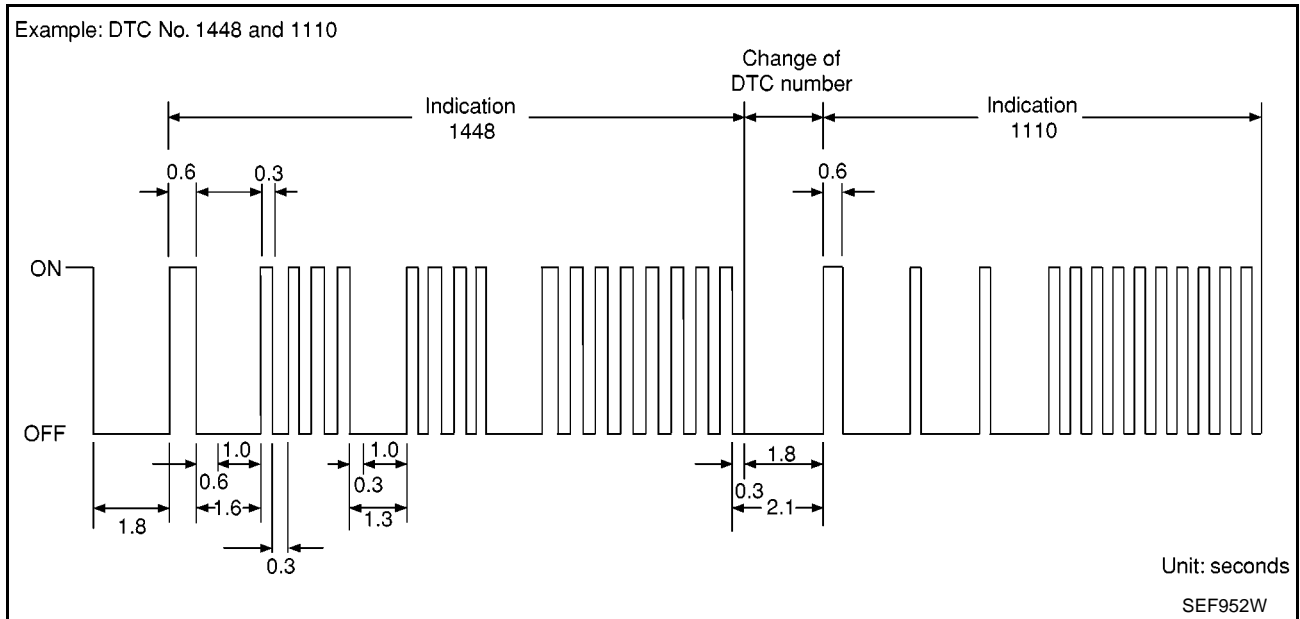 Example: DTC No. 1448 and 1110
Change of
DTC number
Indication
1448
Indication
1110
0.6
0.3
0.6
ON
OFF
1.0
1.0
1.8
0.6
0.3
0.3
1.8
1.6
1.3
2.1
0.3
Unit: seconds
SEF952W